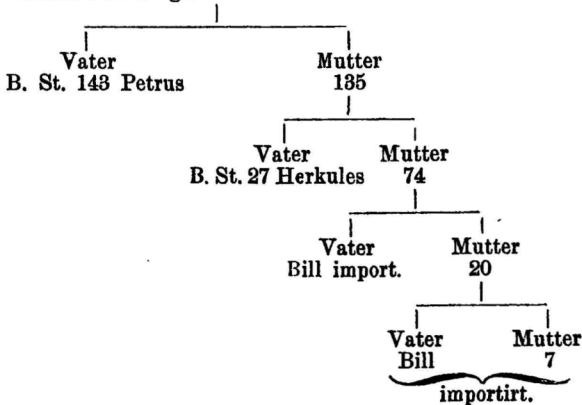 Vater Mutter
B. St. 143 Petrus 135
Vater Mutter
B. St. 27 Herkules 74
Vater Mutter
Bill import. 20
Vater Mutter
Bill 7
importirt.